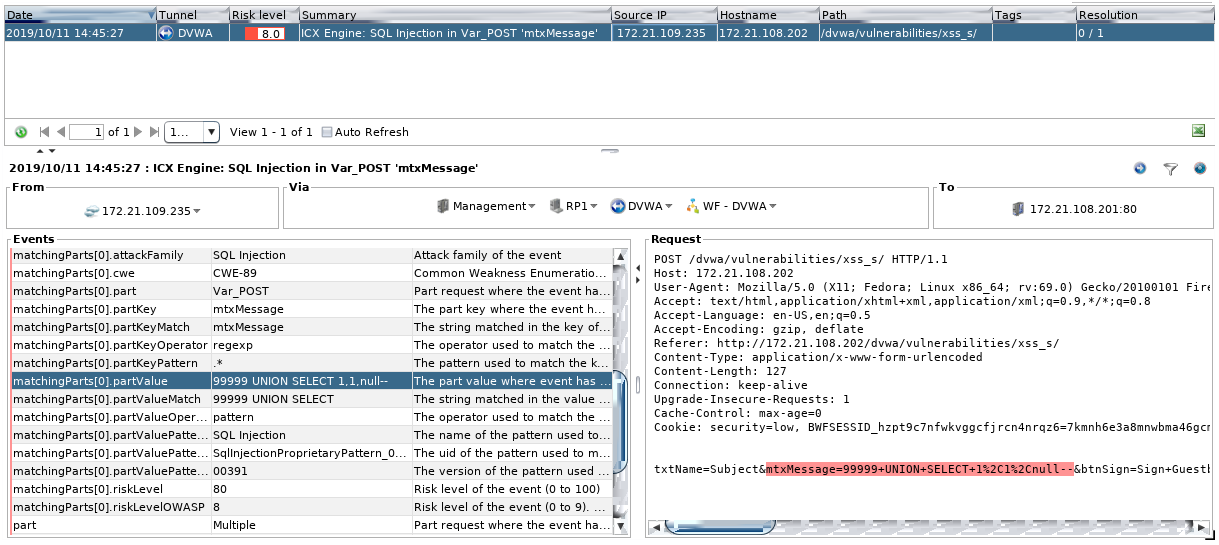 Date Tunnel Risk level Summary Source IP Hostname Path Tags Resolution
2019/10/11 14:45:27 DVWA 8.0 ICX Engine: SQL Injection in Var_POST 'mtxMessage' 172.21.109.235 172.21.108.202 /dvwa/vulnerabilities/xss_s/ 0 / 1
1 of 1 1... View 1 - 1 of 1 Auto Refresh
2019/10/11 14:45:27 : ICX Engine: SQL Injection in Var_POST 'mtxMessage'
From
172.21.109.235
Via
Management RP1 DVWA WF - DVWA
To
172.21.108.201:80
Events
matchingParts[0].attackFamily SQL Injection Attack family of the event
matchingParts[0].cwe CWE-89 Common Weakness Enumeratio...
matchingParts[0].part Var_POST Part request where the event ha...
matchingParts[0].partKey mtxMessage The part key where the event h...
matchingParts[0].partKeyMatch mtxMessage The string matched in the key of...
matchingParts[0].partKeyOperator regexp The operator used to match the ...
matchingParts[0].partKeyPattern .* The pattern used to match the k...
matchingParts[0].partValue 99999 UNION SELECT 1,1,null-- The part value where event has ...
matchingParts[0].partValueMatch 99999 UNION SELECT The string matched in the value ...
matchingParts[0].partValueOper... pattern The operator used to match the ...
matchingParts[0].partValuePatte... SQL Injection The name of the pattern used to...
matchingParts[0].partValuePatte... SqlInjectionProprietaryPattern_0... The uid of the pattern used to m...
matchingParts[0].partValuePatte... 00391 The version of the pattern used ...
matchingParts[0].riskLevel 80 Risk level of the event (0 to 100)
matchingParts[0].riskLevelOWASP 8 Risk level of the event (0 to 9). ...
part Multiple Part request where the event ha...
Request
POST /dvwa/vulnerabilities/xss_s/ HTTP/1.1
Host: 172.21.108.202
User-Agent: Mozilla/5.0 (X11; Fedora; Linux x86_64; rv:69.0) Gecko/20100101 Fire
Accept: text/html,application/xhtml+xml,application/xml;q=0.9,*/*;q=0.8
Accept-Language: en-US,en;q=0.5
Accept-Encoding: gzip, deflate
Referer: http://172.21.108.202/dvwa/vulnerabilities/xss_s/
Content-Type: application/x-www-form-urlencoded
Content-Length: 127
Connection: keep-alive
Upgrade-Insecure-Requests: 1
Cache-Control: max-age=0
Cookie: security=low, BWFSESSID_hzpt9c7nfwkvggcfjrcn4nrqz6=7kmnh6e3a8mnwbma46gcm
txtName=Subject&mtxMessage=99999+UNION+SELECT+1%2C1%2Cnull--&btnSign=Sign+Guestb